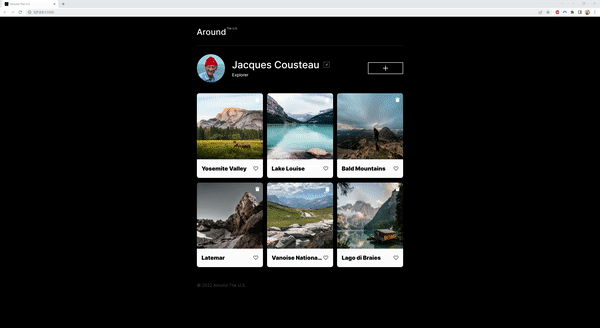 Around The U.S.
Jacques Cousteau
Explorer
+
Yosemite Valley
Lake Louise
Bald Mountains
Latemar
Vanoise Nationa...
Lago di Braies
© 2022 Around The U.S.